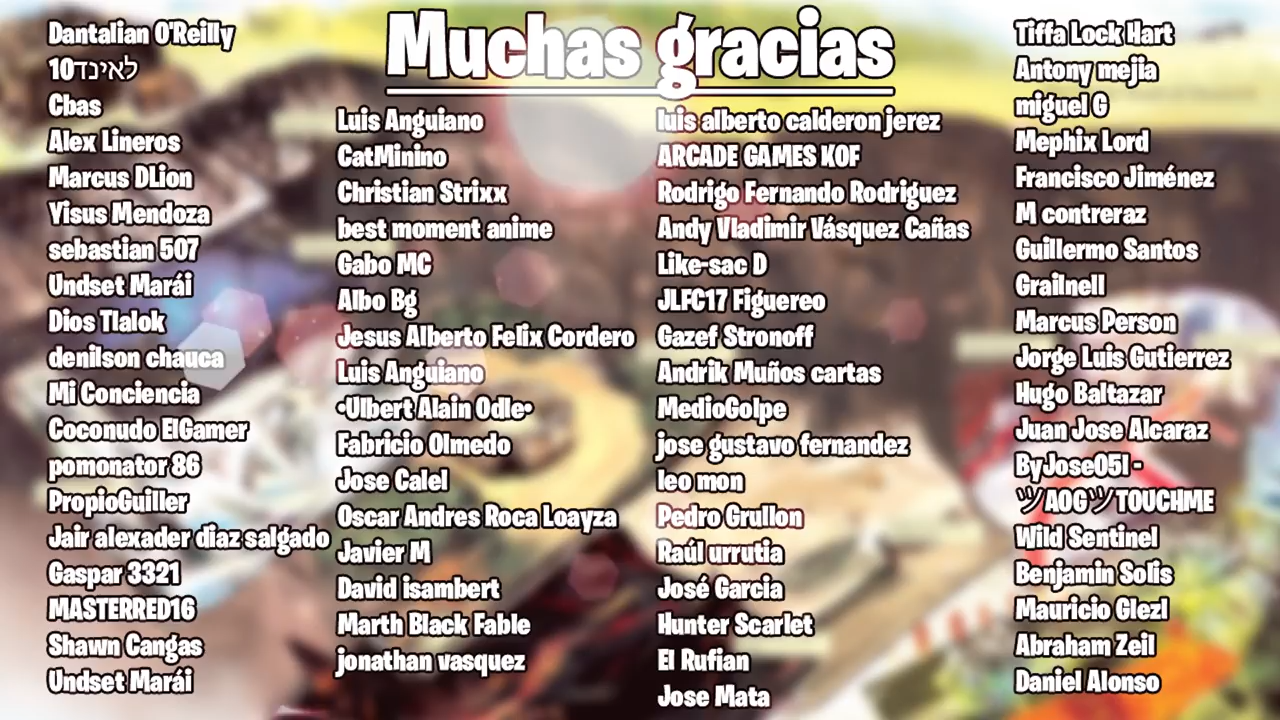 Muchas gracias
Dantalian O'Reilly
לאינד10
Cbas
Alex Lineros
Marcus DLion
Yisus Mendoza
sebastian 507
Undset Marái
Dios Tlalok
denilson chauca
Mi Conciencia
Coconudo ElGamer
pomonator 86
PropioGuiller
Jair alexader diaz salgado
Gaspar 3321
MASTERRED16
Shawn Cangas
Undset Marái
Luis Anguiano
CatMinino
Christian Strixx
best moment anime
Gabo MC
Albo Bg
Jesus Alberto Felix Cordero
Luis Anguiano
•Ulbert Alain Odle•
Fabricio Olmedo
Jose Calel
Oscar Andres Roca Loayza
Javier M
David isambert
Marth Black Fable
jonathan vasquez
luis alberto calderon jerez
ARCADE GAMES KOF
Rodrigo Fernando Rodriguez
Andy Vladimir Vásquez Cañas
Like-sac D
JLFC17 Figuereo
Gazef Stronoff
Andrik Muños cartas
MedioGolpe
jose gustavo fernandez
leo mon
Pedro Grullon
Raúl urrutia
José Garcia
Hunter Scarlet
El Rufian
Jose Mata
Tiffa Lock Hart
Antony mejia
miguel G
Mephix Lord
Francisco Jiménez
M contreraz
Guillermo Santos
Grailnell
Marcus Person
Jorge Luis Gutierrez
Hugo Baltazar
Juan Jose Alcaraz
ByJose051 -
ツAOGツTOUCHME
Wild Sentinel
Benjamin Solis
Mauricio Glezl
Abraham Zeil
Daniel Alonso